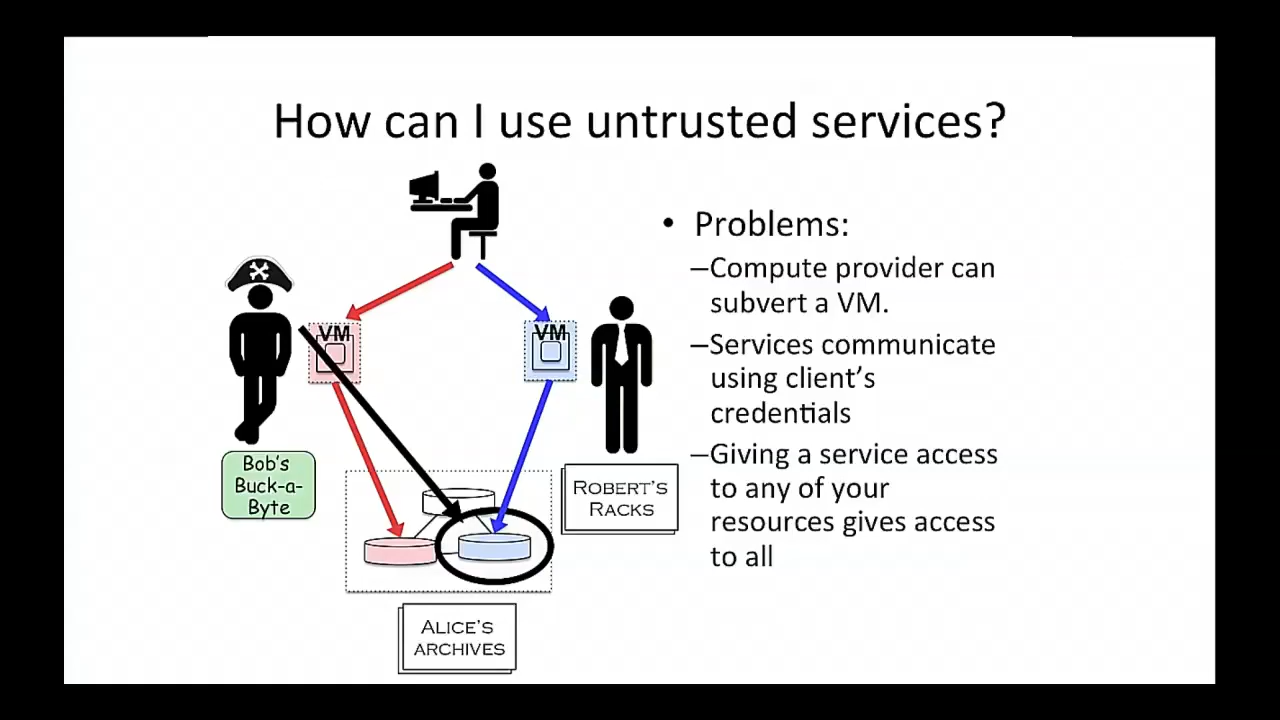 How can I use untrusted services?
VM
VM
Bob's
Buck-a-
Byte
ROBERT'S
RACKS
ALICE'S
ARCHIVES
• Problems:
–Compute provider can
subvert a VM.
–Services communicate
using client's
credentials
–Giving a service access
to any of your
resources gives access
to all